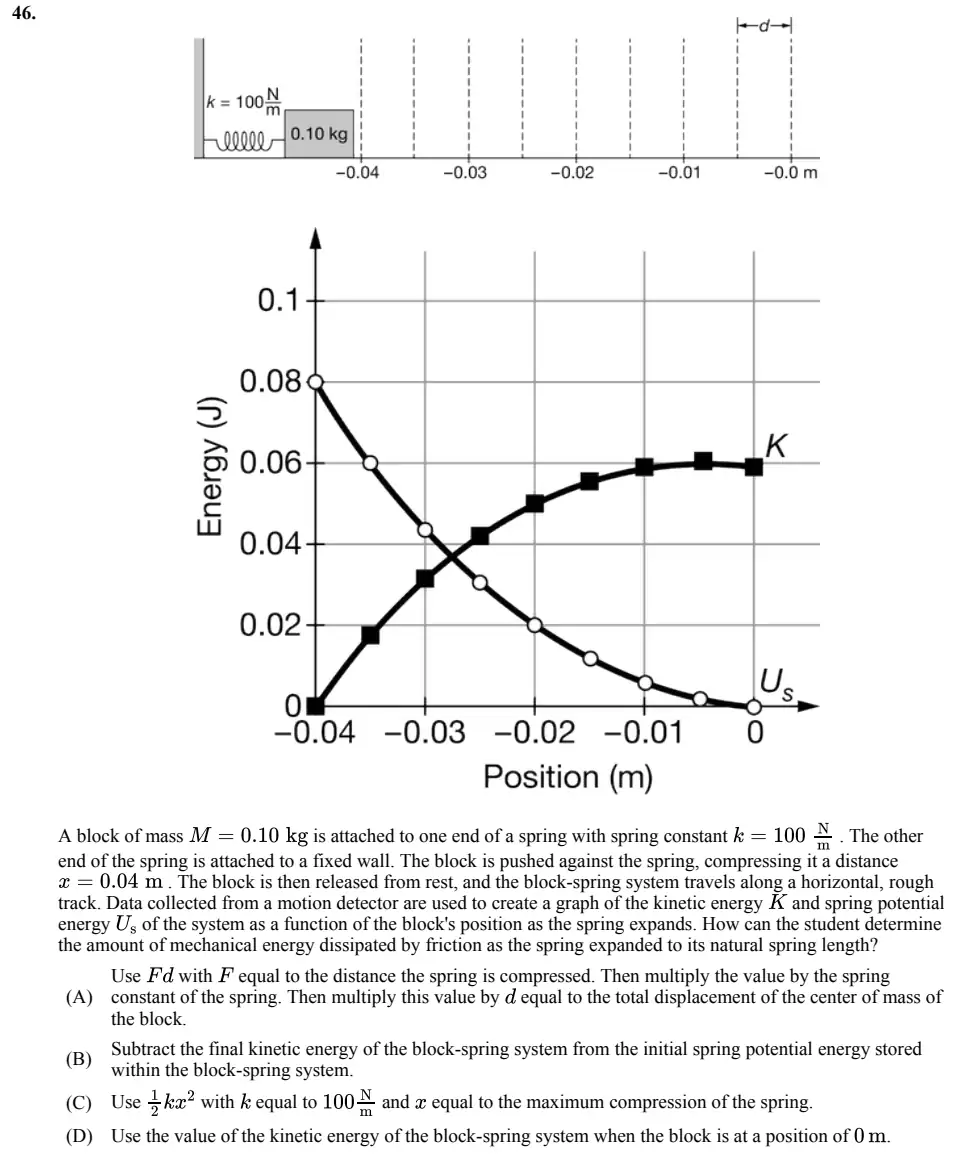 46.
d
k = 100 N/m
0.10 kg
−0.04 −0.03 −0.02 −0.01 −0.0 m
0.1
0.08
K
0.06
Energy (J)
0.04
0.02
U_s
0
−0.04 −0.03 −0.02 −0.01 0
Position (m)
A block of mass M = 0.10 kg is attached to one end of a spring with spring constant k = 100 N/m . The other
end of the spring is attached to a fixed wall. The block is pushed against the spring, compressing it a distance
x = 0.04 m . The block is then released from rest, and the block-spring system travels along a horizontal, rough
track. Data collected from a motion detector are used to create a graph of the kinetic energy K and spring potential
energy U_s of the system as a function of the block's position as the spring expands. How can the student determine
the amount of mechanical energy dissipated by friction as the spring expanded to its natural spring length?
Use Fd with F equal to the distance the spring is compressed. Then multiply the value by the spring
(A) constant of the spring. Then multiply this value by d equal to the total displacement of the center of mass of
the block.
(B) Subtract the final kinetic energy of the block-spring system from the initial spring potential energy stored
within the block-spring system.
(C) Use 1/2 kx² with k equal to 100 N/m and x equal to the maximum compression of the spring.
(D) Use the value of the kinetic energy of the block-spring system when the block is at a position of 0 m.